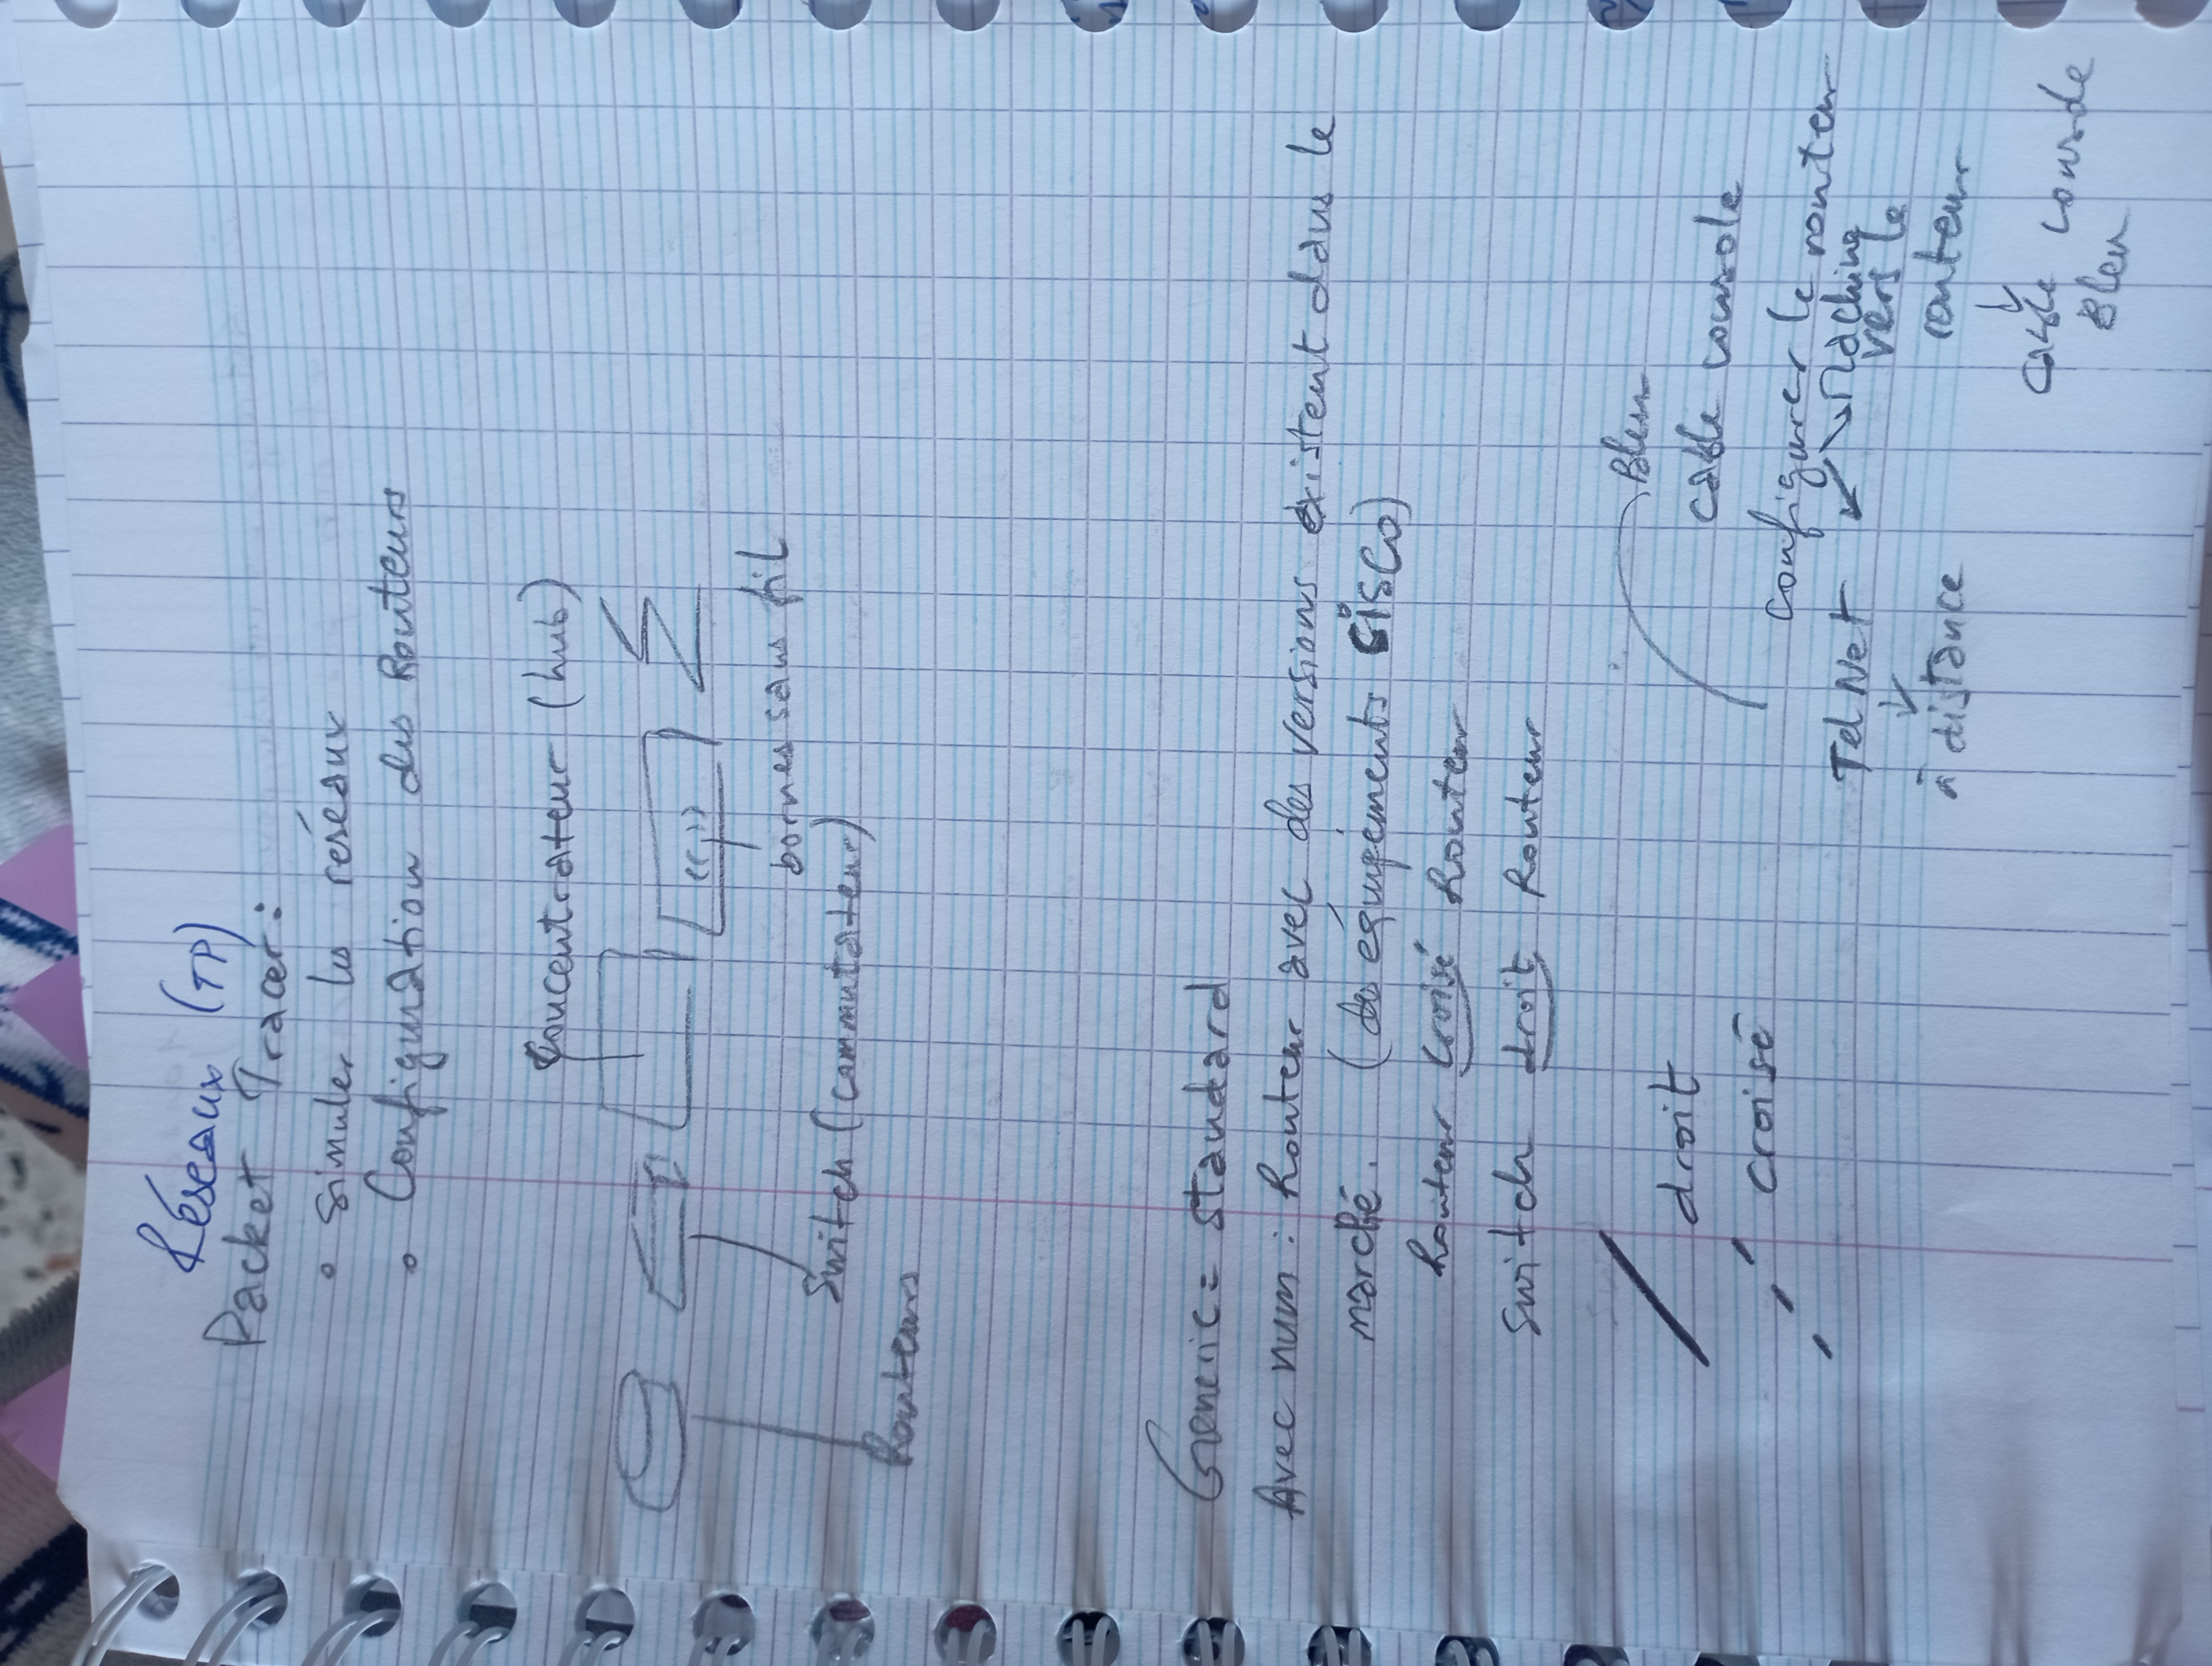 Réseaux (TP)
Packet Tracer :
• Simuler les réseaux
• Configuration des Routeurs
Concentrateur (hub)
((,))
bornes sans fil
Switch (commutateur)
Routeurs
Generic = standard
Avec num : Routeur avec des versions existent dans le
marché. (des équipements CISCO)
Routeur croisé Routeur
Switch droit Routeur
Bleu
droit
cable console
croisé
configurer le routeur
Tel Net
Machine
vers le
à distance
routeur
cable console
Bleu